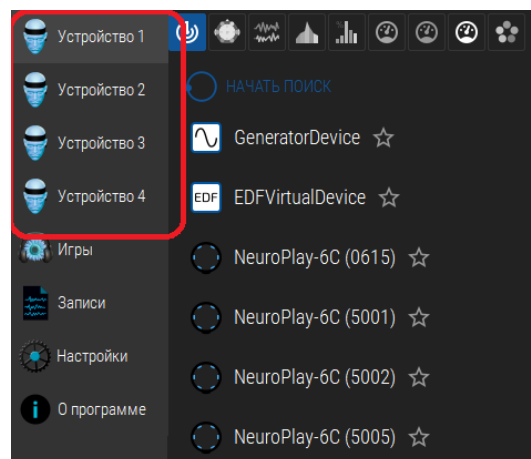 Устройство 1
Устройство 2
Устройство 3
Устройство 4
Игры
Записи
Настройки
О программе
НАЧАТЬ ПОИСК
GeneratorDevice
EDF EDFVirtualDevice
NeuroPlay-6C (0615)
NeuroPlay-6C (5001)
NeuroPlay-6C (5002)
NeuroPlay-6C (5005)